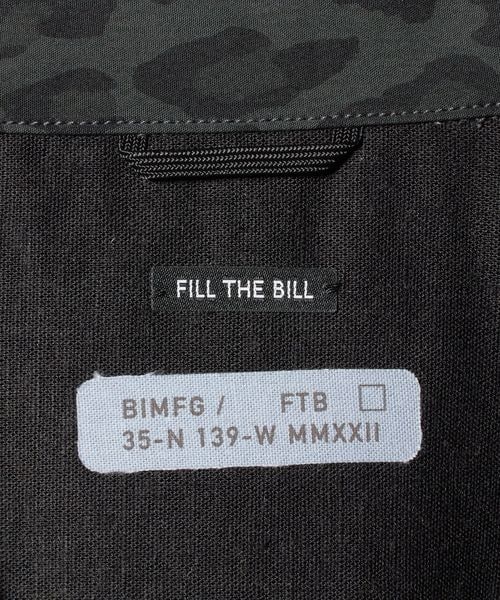 FILL THE BILL
BIMFG / FTB □
35-N 139-W MMXXII